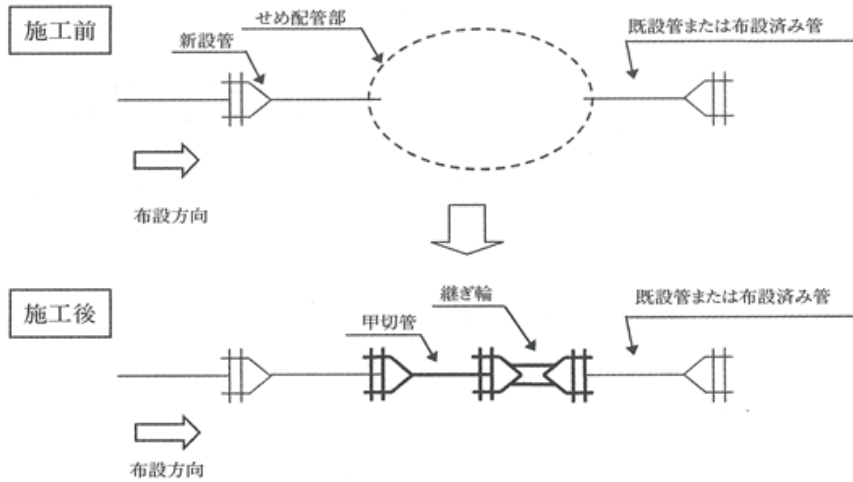 施工前
せめ配管部
新設管
既設管または布設済み管
布設方向
施工後
継ぎ輪
甲切管
既設管または布設済み管
布設方向